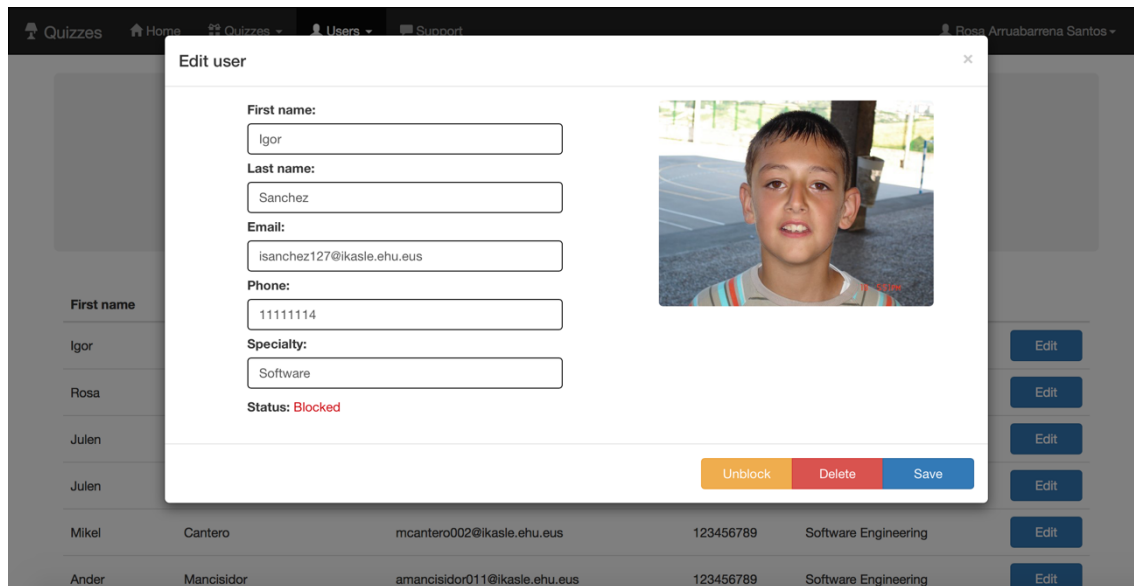 Quizzes Home Quizzes Users Support Rosa Arruabarrena Santos
Edit user ×
First name:
Igor
Last name:
Sanchez
Email:
isanchez127@ikasle.ehu.eus
Phone:
11111114
Specialty:
Software
Status: Blocked
Unblock Delete Save
First name
Igor Edit
Rosa Edit
Julen Edit
Julen Edit
Mikel Cantero mcantero002@ikasle.ehu.eus 123456789 Software Engineering Edit
Ander Mancisidor amancisidor011@ikasle.ehu.eus 123456789 Software Engineering Edit